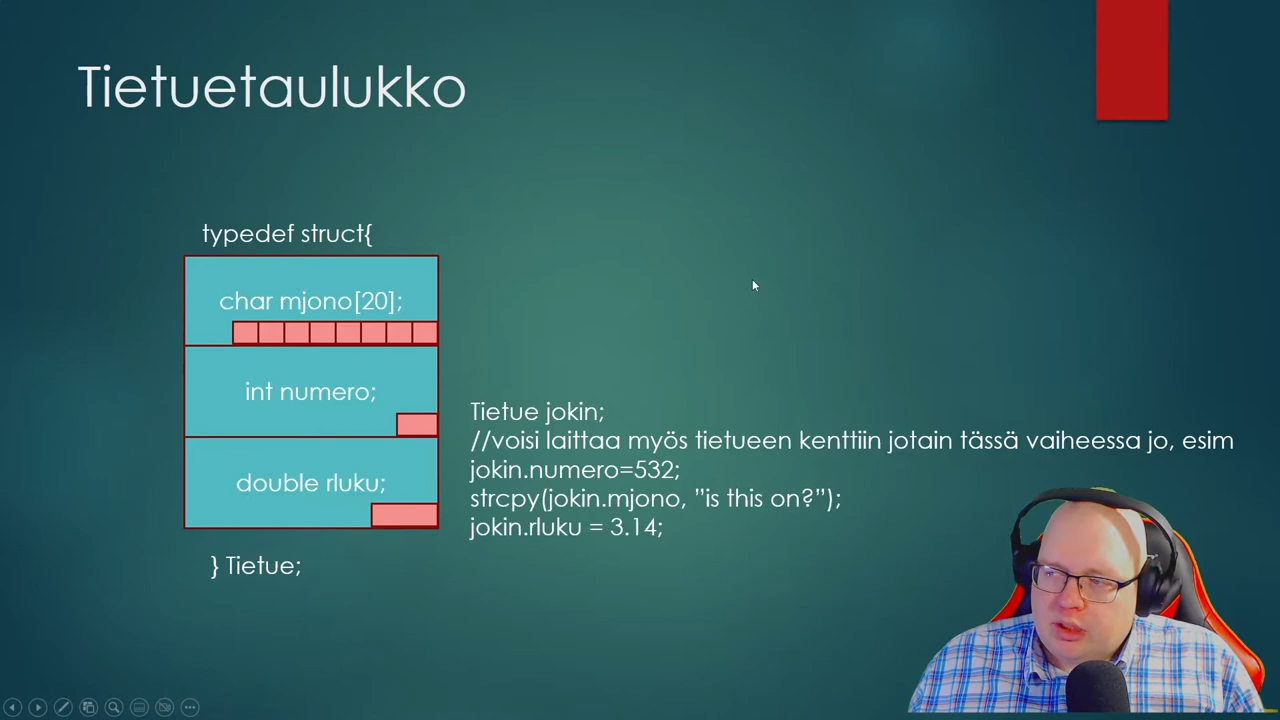 Tietuetaulukko
typedef struct{
char mjono[20];
int numero;
double rluku;
} Tietue;
Tietue jokin;
//voisi laittaa myös tietueen kenttiin jotain tässä vaiheessa jo, esim
jokin.numero=532;
strcpy(jokin.mjono, ”is this on?”);
jokin.rluku = 3.14;